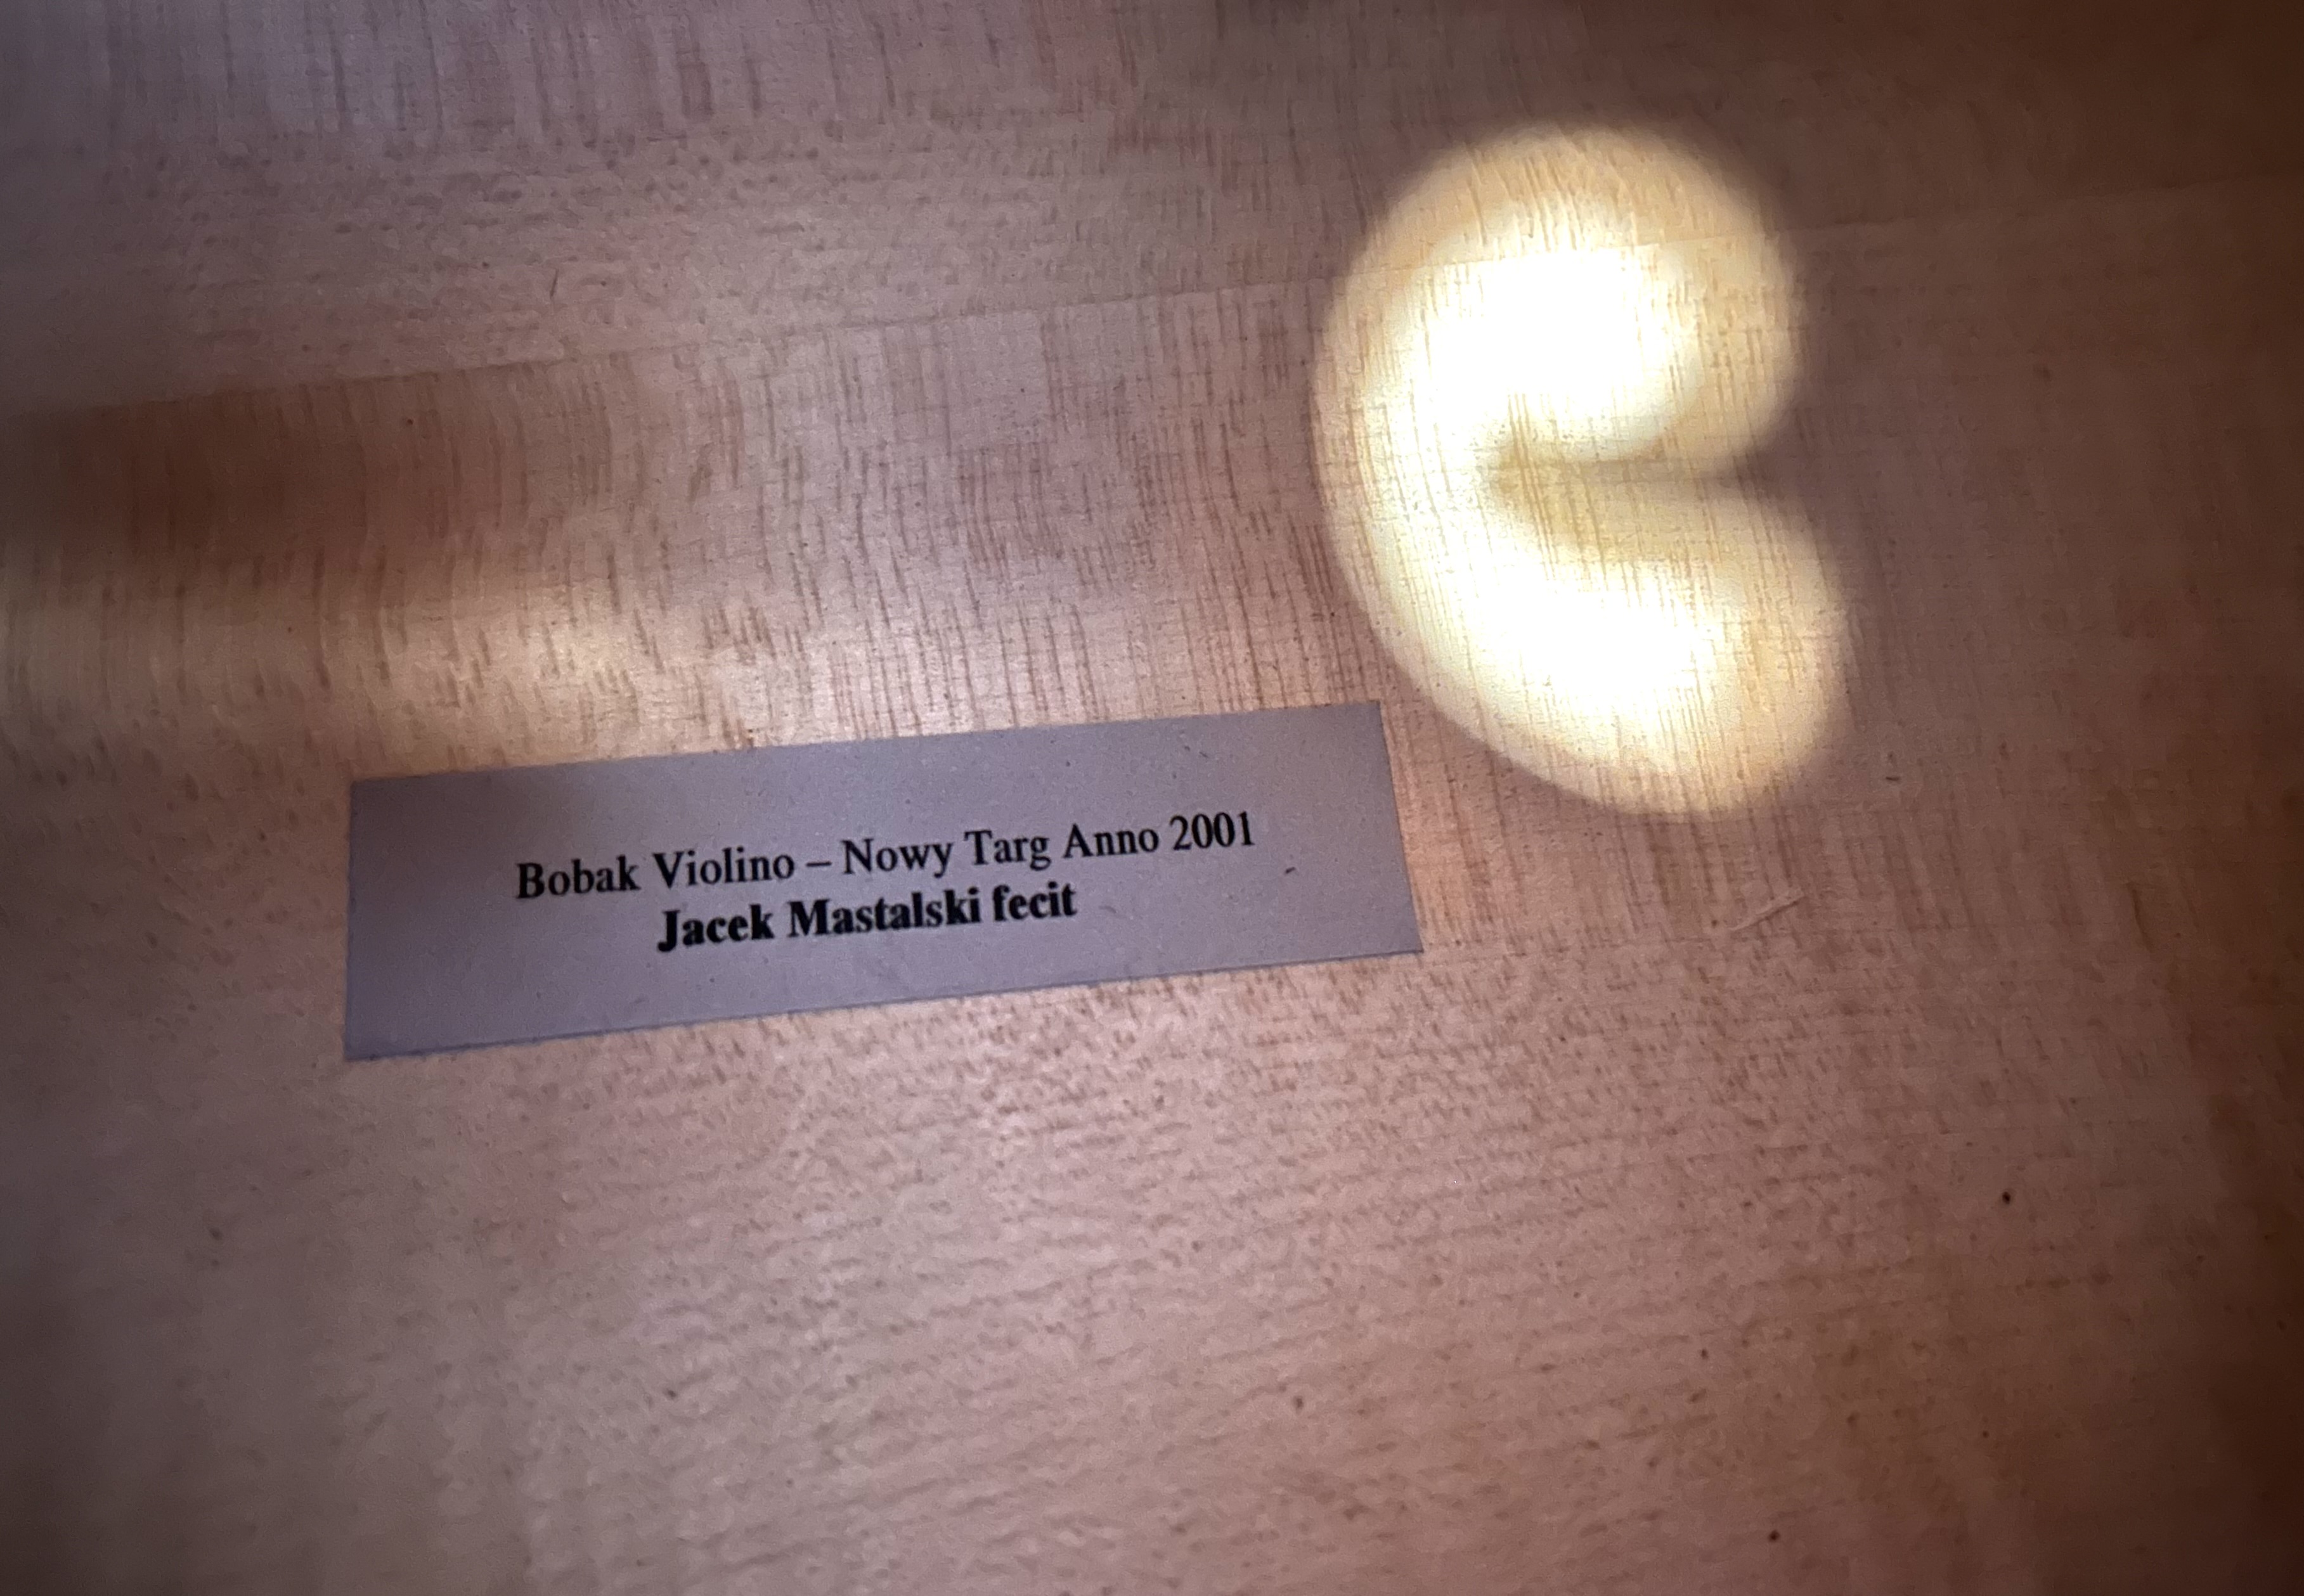 Bobak Violino – Nowy Targ Anno 2001
Jacek Mastalski fecit